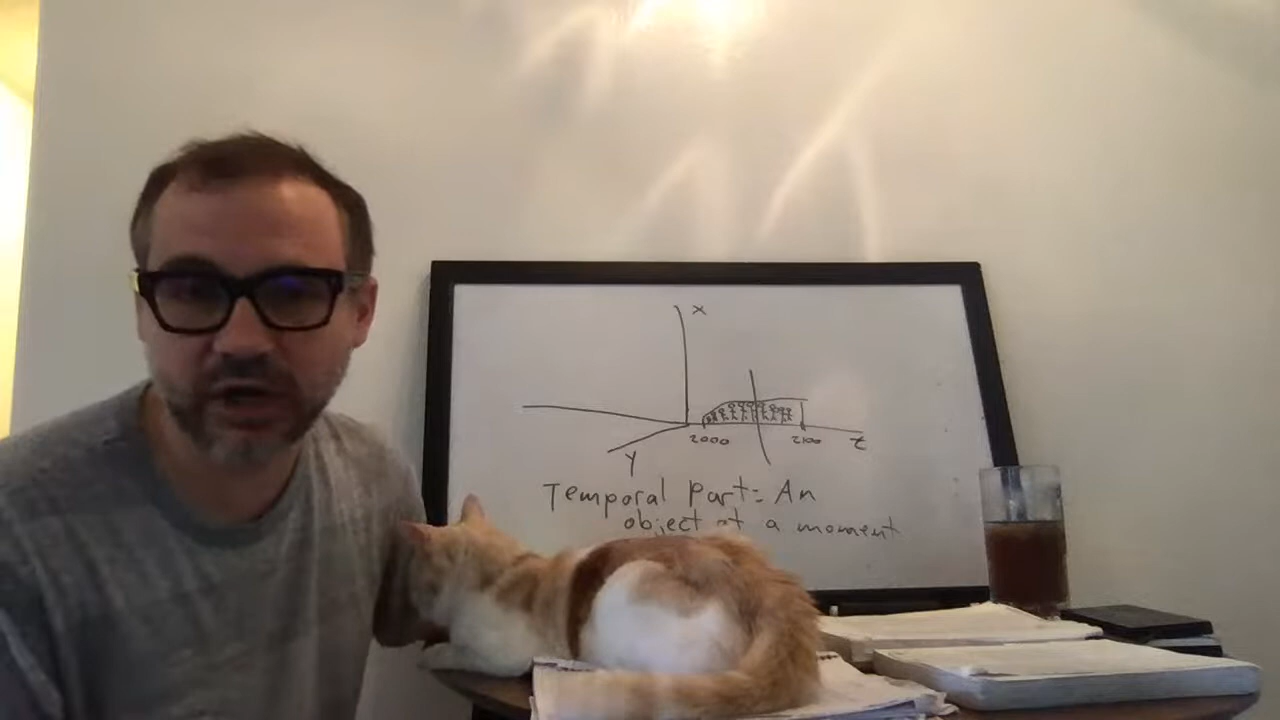 x
2000
2100
t
Y
Temporal Part: An
object at a moment